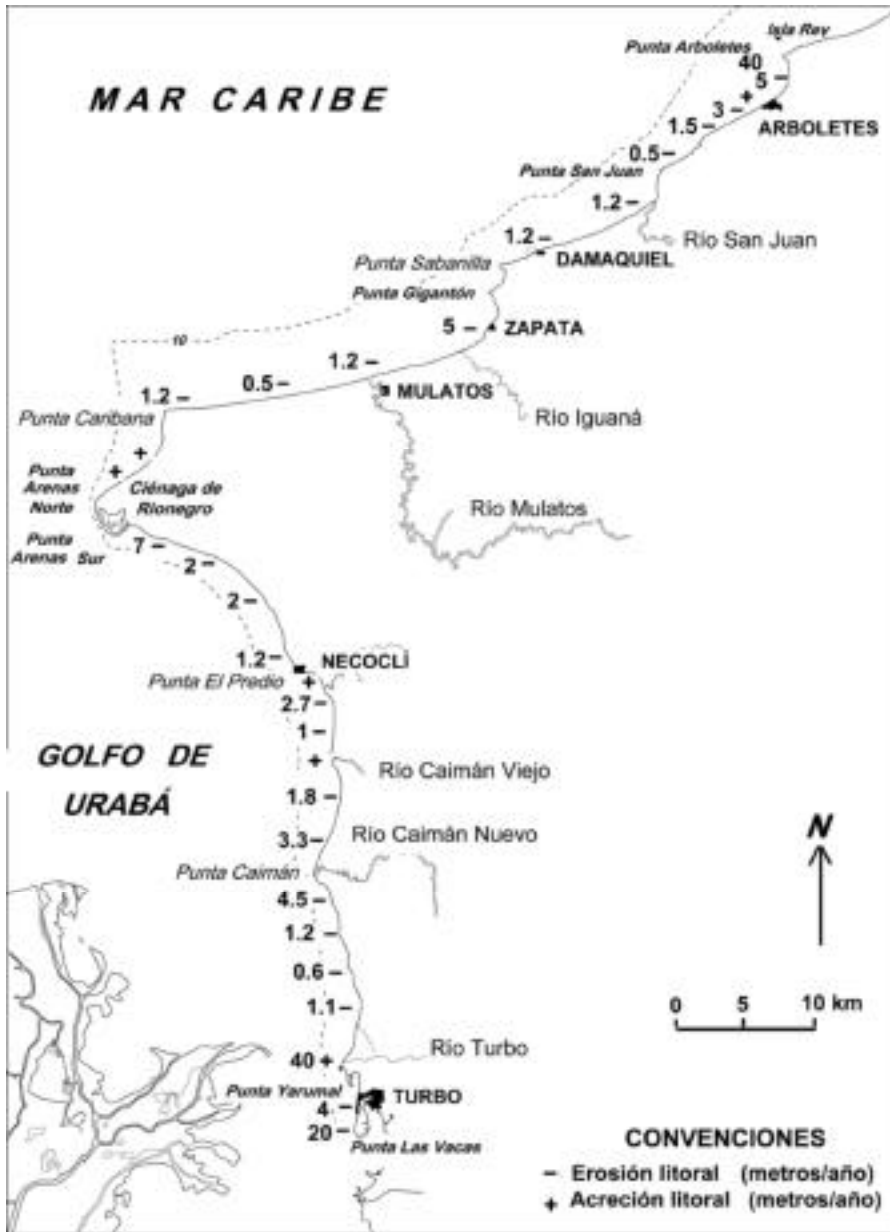 Isla Rey
Punta Arboletes
MAR CARIBE
40
5 –
+
3 –
ARBOLETES
1.5 –
0.5 –
Punta San Juan
1.2 –
Río San Juan
1.2 –
DAMAQUIEL
Punta Sabanilla
Punta Gigantón
5 –
ZAPATA
10
1.2 –
0.5 –
1.2 –
MULATOS
Punta Caribana
Río Iguaná
+
+
Punta
Arenas
Norte
Ciénaga de
Rionegro
Río Mulatos
Punta
Arenas Sur
7 –
2 –
2 –
1.2 –
NECOCLÍ
Punta El Predio
+
2.7 –
1 –
GOLFO DE
URABÁ
+
Río Caimán Viejo
1.8 –
3.3 –
Río Caimán Nuevo
N
Punta Caimán
4.5 –
1.2 –
0.6 –
1.1 –
0 5 10 km
Río Turbo
40 +
Punta Yarumal
TURBO
4 –
20 –
Punta Las Vacas
CONVENCIONES
– Erosión litoral (metros/año)
+ Acreción litoral (metros/año)